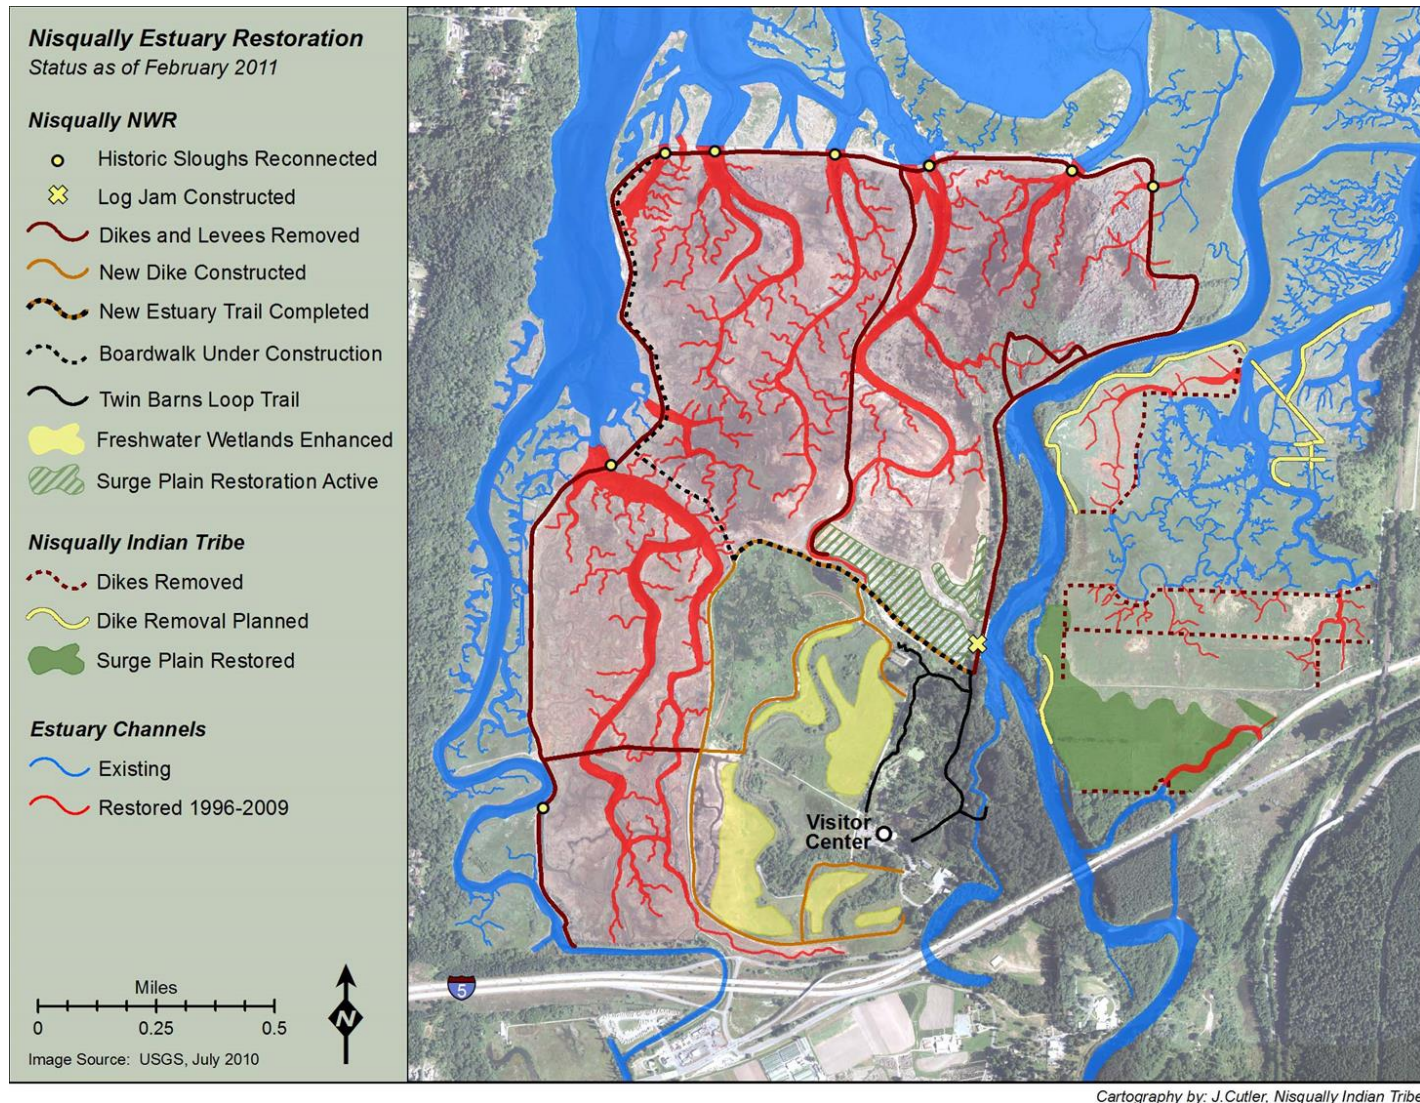 Nisqually Estuary Restoration
Status as of February 2011
Nisqually NWR
Historic Sloughs Reconnected
Log Jam Constructed
Dikes and Levees Removed
New Dike Constructed
New Estuary Trail Completed
Boardwalk Under Construction
Twin Barns Loop Trail
Freshwater Wetlands Enhanced
Surge Plain Restoration Active
Nisqually Indian Tribe
Dikes Removed
Dike Removal Planned
Surge Plain Restored
Estuary Channels
Existing
Restored 1996-2009
Miles
0 0.25 0.5
N
Image Source: USGS, July 2010
Visitor
Center
5
Cartography by: J.Cutler, Nisqually Indian Tribe